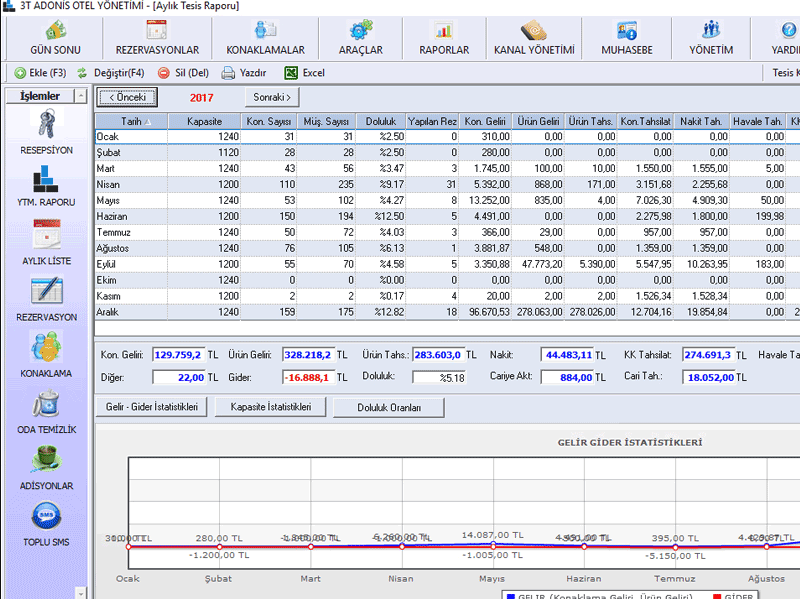 3T ADONİS OTEL YÖNETİMİ - [Aylık Tesis Raporu]
GÜN SONU REZERVASYONLAR KONAKLAMALAR ARAÇLAR RAPORLAR KANAL YÖNETİMİ MUHASEBE YÖNETİM YARDI
Ekle (F3) Değiştir(F4) Sil (Del) Yazdır Excel Tesis K
İşlemler
< Önceki 2017 Sonraki >
Tarih Kapasite Kon. Sayısı Müş. Sayısı Doluluk Yapılan Rez Kon. Geliri Ürün Geliri Ürün Tahs. Kon.Tahsilat Nakit Tah. Havale Tah. KK
Ocak 1240 31 31 %2.50 0 310,00 0,00 0,00 0,00 0,00 0,00
Şubat 1120 28 28 %2.50 0 280,00 0,00 0,00 0,00 0,00 0,00
Mart 1240 43 56 %3.47 3 1.745,00 100,00 10,00 1.550,00 1.555,00 5,00
Nisan 1200 110 235 %9.17 31 5.392,00 868,00 171,00 3.151,68 2.255,68 0,00
Mayıs 1240 53 102 %4.27 8 13.252,00 835,00 4,00 7.026,30 4.909,30 50,00
Haziran 1200 150 194 %12.50 5 4.491,00 0,00 0,00 2.275,98 1.800,00 199,98
Temmuz 1240 50 72 %4.03 3 366,00 29,00 0,00 957,00 957,00 0,00
Ağustos 1240 76 105 %6.13 1 3.881,87 548,00 0,00 1.359,00 1.359,00 0,00
Eylül 1200 55 70 %4.58 5 3.350,88 47.773,20 5.390,00 5.547,95 10.263,95 183,00
Ekim 1240 0 0 %0.00 0 0,00 0,00 0,00 0,00 0,00 0,00
Kasım 1200 2 2 %0.17 4 20,00 2,00 2,00 1.526,34 1.528,34 0,00
Aralık 1240 159 175 %12.82 18 96.670,53 278.063,00 278.026,00 12.704,16 19.854,84 0,00 2
RESEPSİYON
YTM. RAPORU
AYLIK LİSTE
REZERVASYON
KONAKLAMA
ODA TEMİZLİK
ADİSYONLAR
SMS
TOPLU SMS
Kon. Geliri: 129.759,2 TL Ürün Geliri: 328.218,2 TL Ürün Tahs.: 283.603,0 TL Nakit: 44.483,11 TL KK Tahsilat: 274.691,3 TL Havale Ta
Diğer: 22,00 TL Gider: -16.888,1 TL Doluluk: %5.18 Cariye Akt: 884,00 TL Cari Tah.: 18.052,00 TL
Gelir - Gider İstatistikleri Kapasite İstatistikleri Doluluk Oranları
GELİR GİDER İSTATİSTİKLERİ
280,00 TL 14.087,00 TL 395,00 TL
-1.200,00 TL -1.005,00 TL -5.150,00 TL
Ocak Şubat Mart Nisan Mayıs Haziran Temmuz Ağustos
GELİR (Konaklama Geliri, Ürün Geliri) GİDER